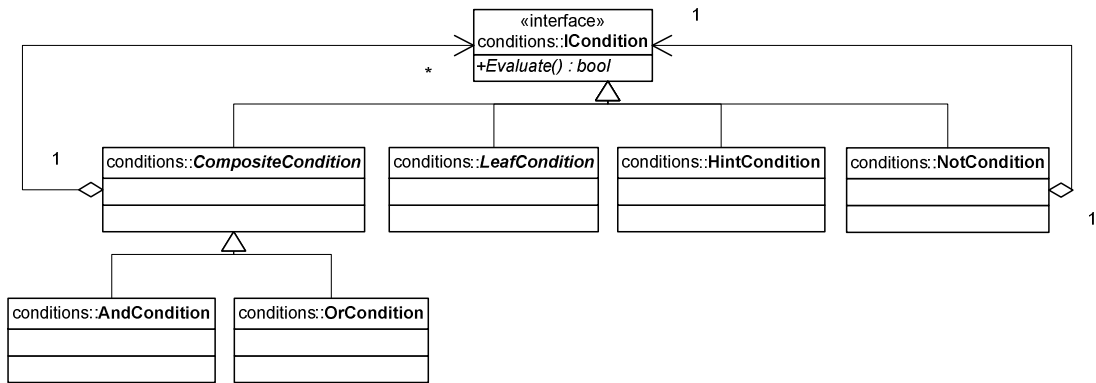 1
«interface»
conditions::ICondition
+Evaluate() : bool
*
1
conditions::CompositeCondition
conditions::LeafCondition
conditions::HintCondition
conditions::NotCondition
1
conditions::AndCondition
conditions::OrCondition